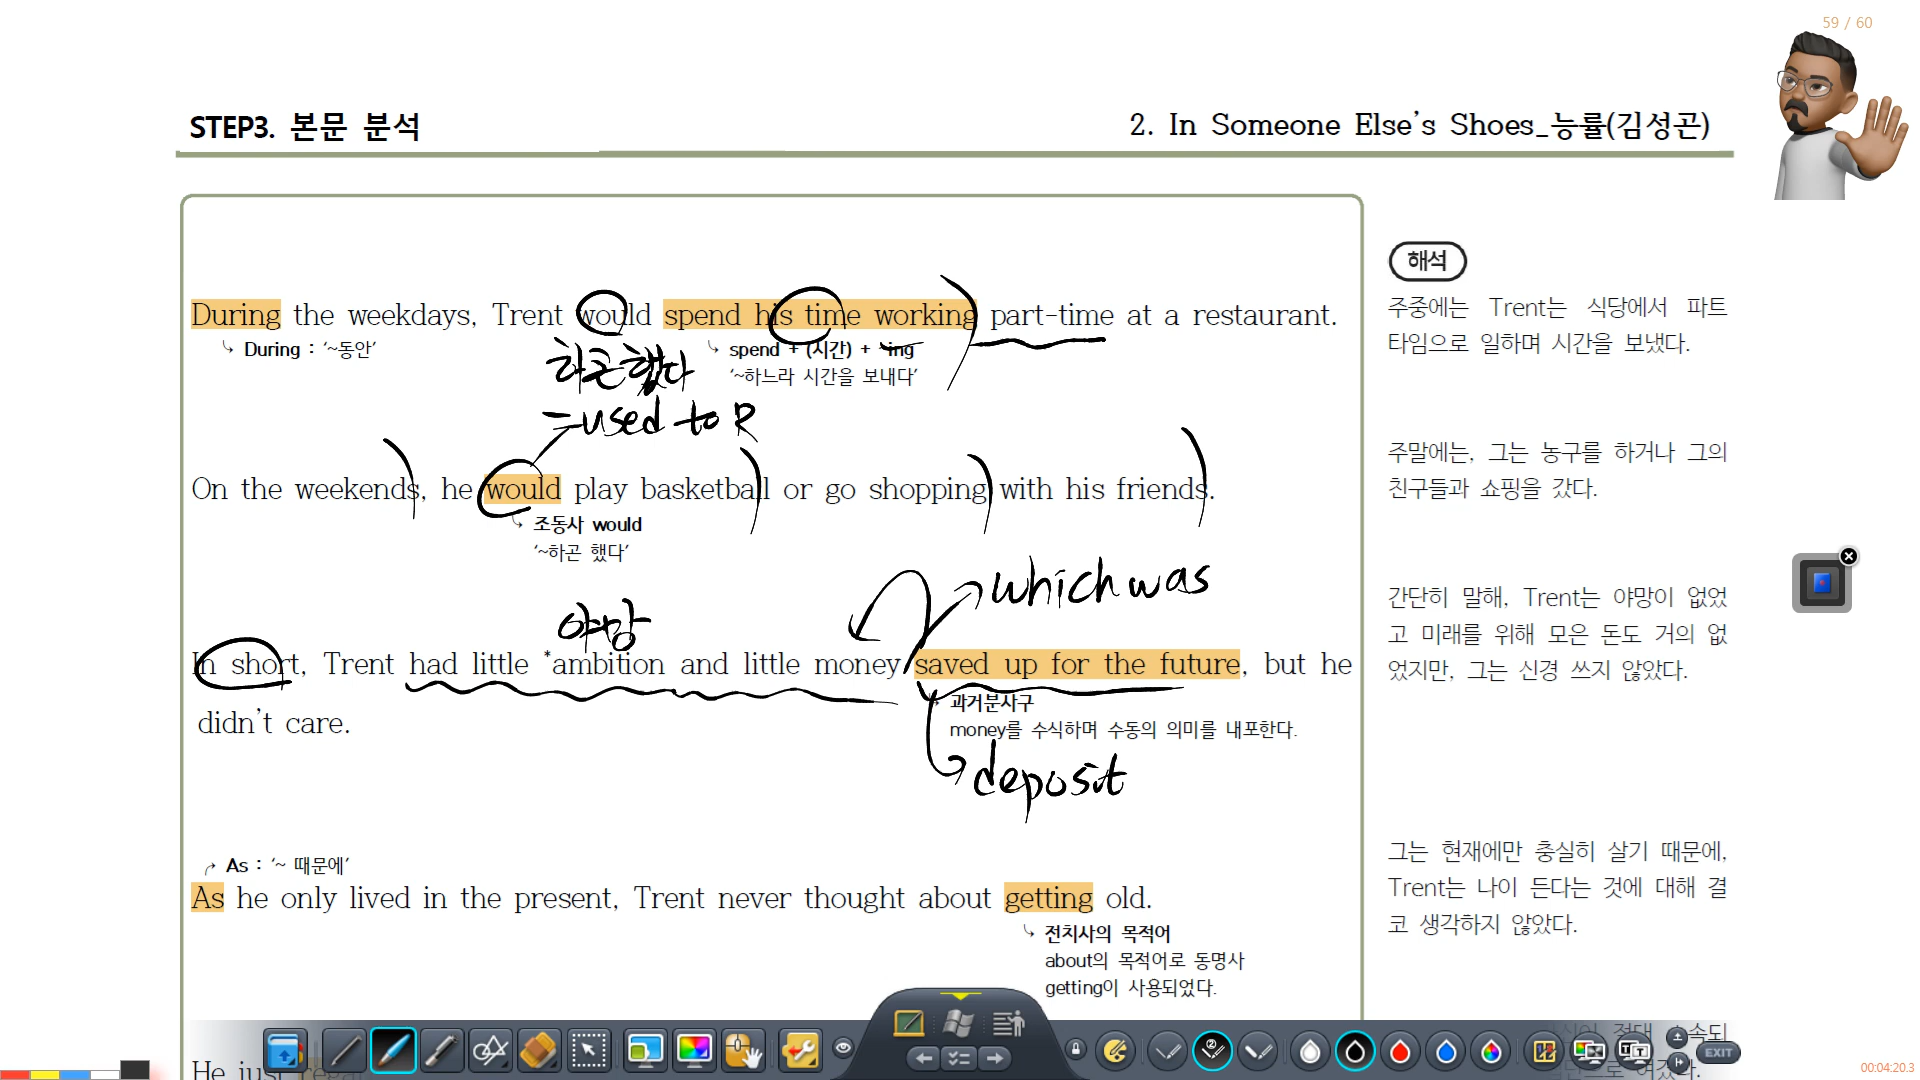 59 / 60
STEP3. 본문 분석
2. In Someone Else's Shoes_능률(김성곤)
해석
During the weekdays, Trent would spend his time working part-time at a restaurant.
During : '~동안'
spend + (시간) + -ing
'~하느라 시간을 보내다'
하곤 했다
=used to R
주중에는 Trent는 식당에서 파트
타임으로 일하며 시간을 보냈다.
On the weekends, he would play basketball or go shopping with his friends.
조동사 would
'~하곤 했다'
주말에는, 그는 농구를 하거나 그의
친구들과 쇼핑을 갔다.
which was
야망
In short, Trent had little *ambition and little money saved up for the future, but he
didn't care.
과거분사구
money를 수식하며 수동의 의미를 내포한다.
deposit
간단히 말해, Trent는 야망이 없었
고 미래를 위해 모은 돈도 거의 없
었지만, 그는 신경 쓰지 않았다.
As : '~ 때문에'
As he only lived in the present, Trent never thought about getting old.
전치사의 목적어
about의 목적어로 동명사
getting이 사용되었다.
그는 현재에만 충실히 살기 때문에,
Trent는 나이 든다는 것에 대해 결
코 생각하지 않았다.
He just
EXIT
00:04:20.3